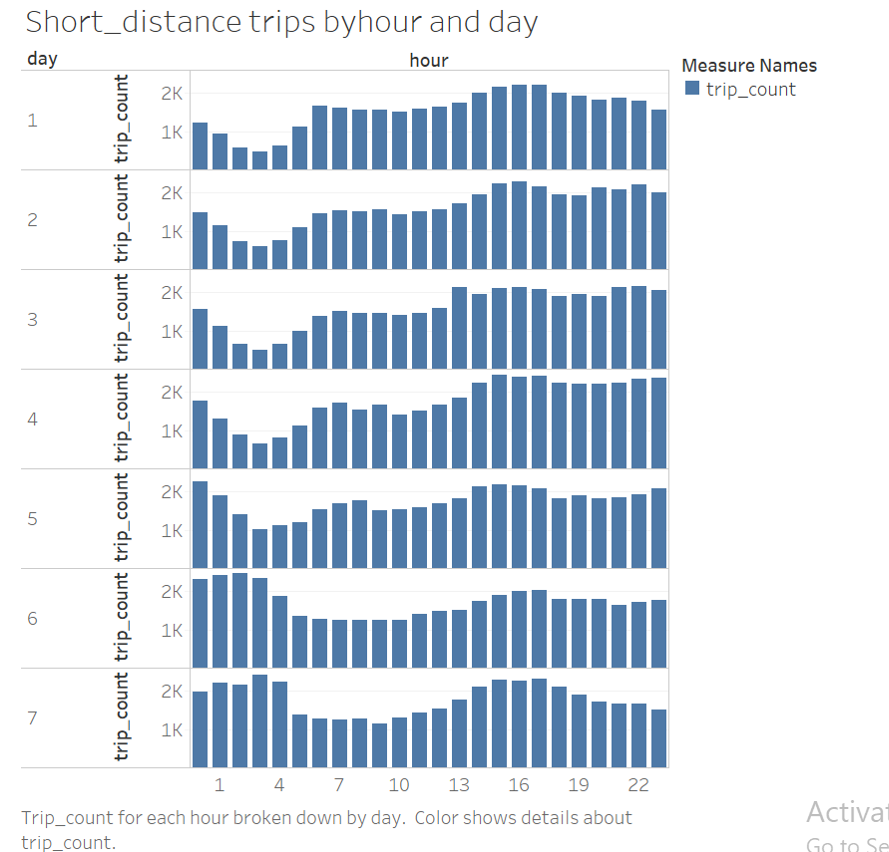 Short_distance trips byhour and day
day
hour
Measure Names
trip_count
1
trip_count
2K
1K
2
trip_count
2K
1K
3
trip_count
2K
1K
4
trip_count
2K
1K
5
trip_count
2K
1K
6
trip_count
2K
1K
7
trip_count
2K
1K
1 4 7 10 13 16 19 22
Trip_count for each hour broken down by day. Color shows details about
trip_count.
Activat
Go to Se